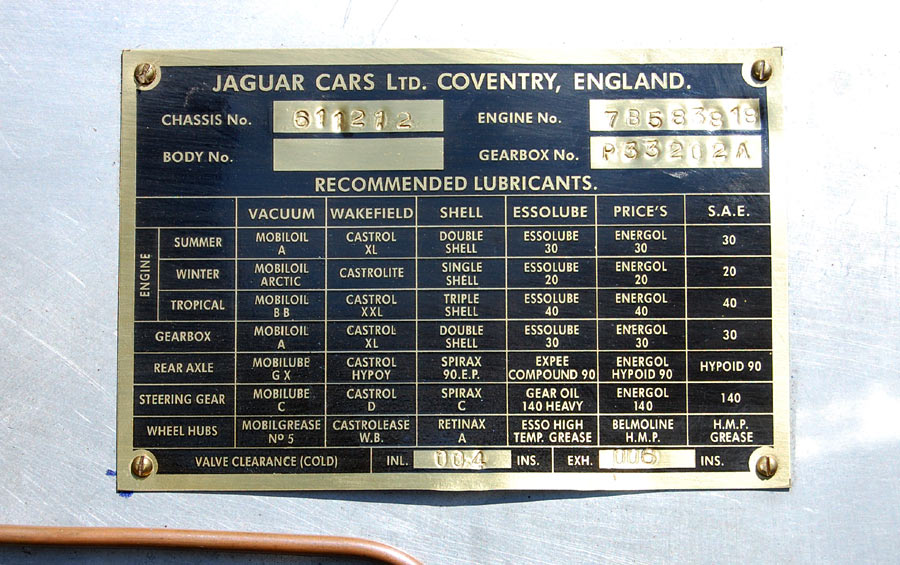 JAGUAR CARS LTD. COVENTRY, ENGLAND.
CHASSIS No. 611212 ENGINE No. 7B583919
BODY No. GEARBOX No. P33202A
RECOMMENDED LUBRICANTS.
VACUUM WAKEFIELD SHELL ESSOLUBE PRICE'S S.A.E.
ENGINE
SUMMER MOBILOIL A CASTROL XL DOUBLE SHELL ESSOLUBE 30 ENERGOL 30 30
WINTER MOBILOIL ARCTIC CASTROLITE SINGLE SHELL ESSOLUBE 20 ENERGOL 20 20
TROPICAL MOBILOIL B B CASTROL XXL TRIPLE SHELL ESSOLUBE 40 ENERGOL 40 40
GEARBOX MOBILOIL A CASTROL XL DOUBLE SHELL ESSOLUBE 30 ENERGOL 30 30
REAR AXLE MOBILUBE G X CASTROL HYPOY SPIRAX 90.E.P. EXPEE COMPOUND 90 ENERGOL HYPOID 90 HYPOID 90
STEERING GEAR MOBILUBE C CASTROL D SPIRAX C GEAR OIL 140 HEAVY ENERGOL 140 140
WHEEL HUBS MOBILGREASE No 5 CASTROLEASE W.B. RETINAX A ESSO HIGH TEMP. GREASE BELMOLINE H.M.P. H.M.P. GREASE
VALVE CLEARANCE (COLD) INL. 004 INS. EXH. 006 INS.